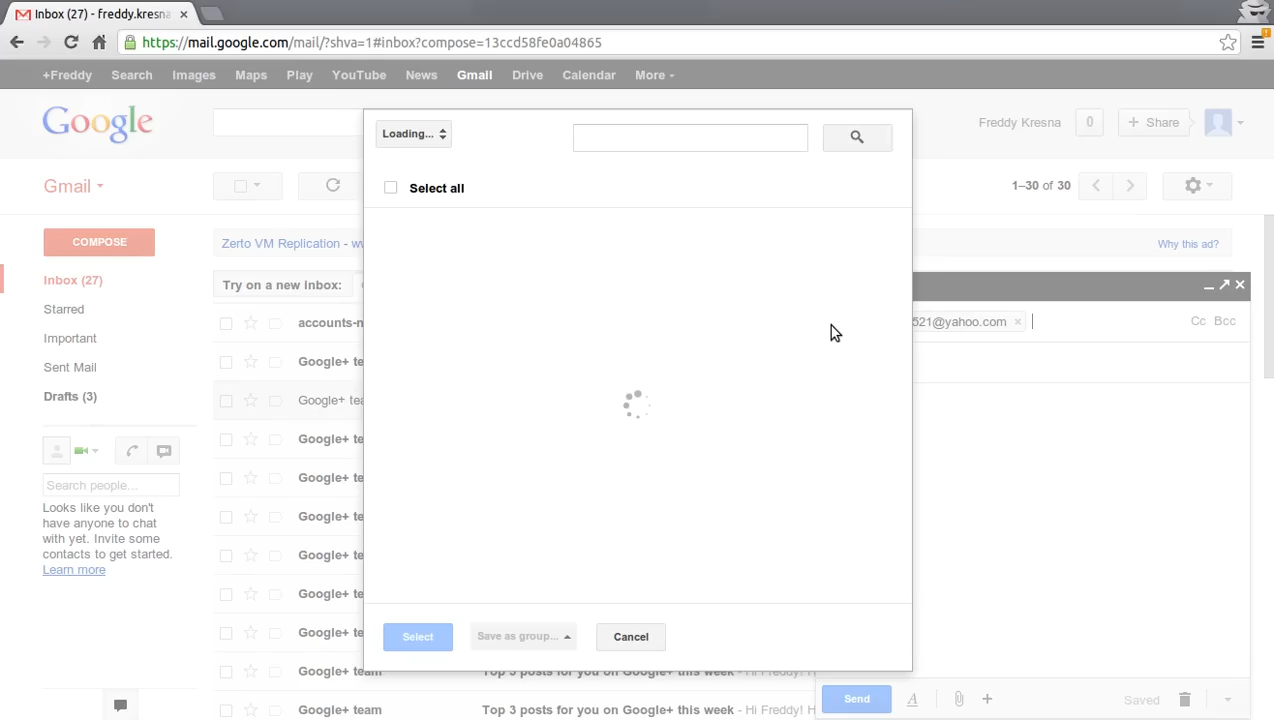 Inbox (27) - freddy.kresna
https://mail.google.com/mail/?shva=1#inbox?compose=13ccd58fe0a04865
+Freddy Search Images Maps Play YouTube News Gmail Drive Calendar More
Google
Freddy Kresna 0 + Share
Loading...
Gmail
Select all
1–30 of 30
COMPOSE
Zerto VM Replication - ww
Why this ad?
Inbox (27)
Try on a new inbox:
Starred
accounts-n
521@yahoo.com × Cc Bcc
Important
Google+ te
Sent Mail
Google+ tea
Drafts (3)
Google+ te
Search people...
Google+ te
Looks like you don't
have anyone to chat
with yet. Invite some
contacts to get started.
Learn more
Google+ te
Google+ te
Google+ te
Google+ te
Select Save as group... Cancel
Google+ team Top 3 posts for you on Google+ this week - Hi Freddy! H
Send A + Saved
Google+ team Top 3 posts for you on Google+ this week - Hi Freddy! H